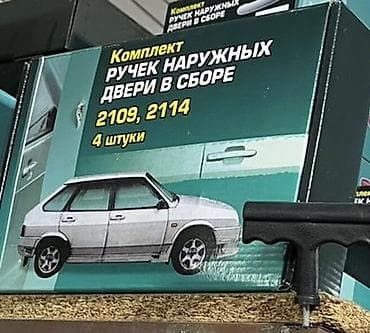 Комплект
РУЧЕК НАРУЖНЫХ
ДВЕРИ В СБОРЕ
2109, 2114
4 штуки
Комплект
РУЧЕК НАРУЖНЫХ
ДВЕРИ В СБОРЕ